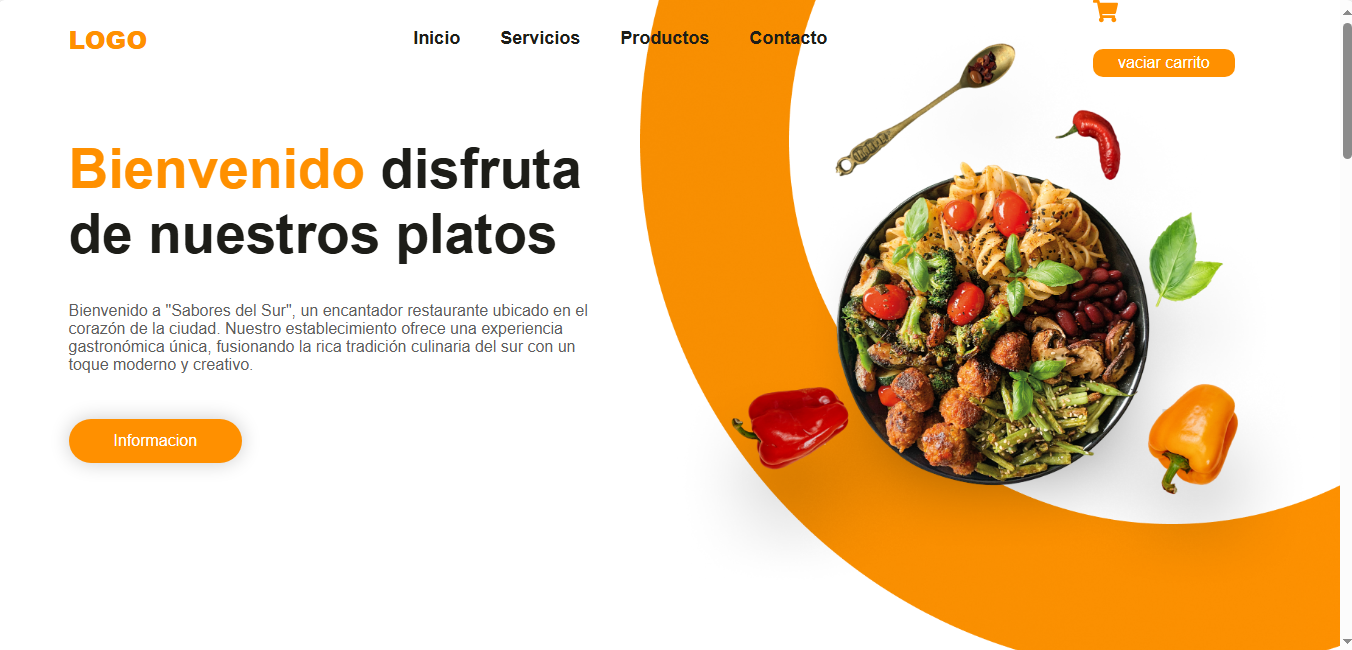 LOGO
Inicio Servicios Productos Contacto
vaciar carrito
Bienvenido disfruta
de nuestros platos
Bienvenido a "Sabores del Sur", un encantador restaurante ubicado en el
corazón de la ciudad. Nuestro establecimiento ofrece una experiencia
gastronómica única, fusionando la rica tradición culinaria del sur con un
toque moderno y creativo.
Informacion